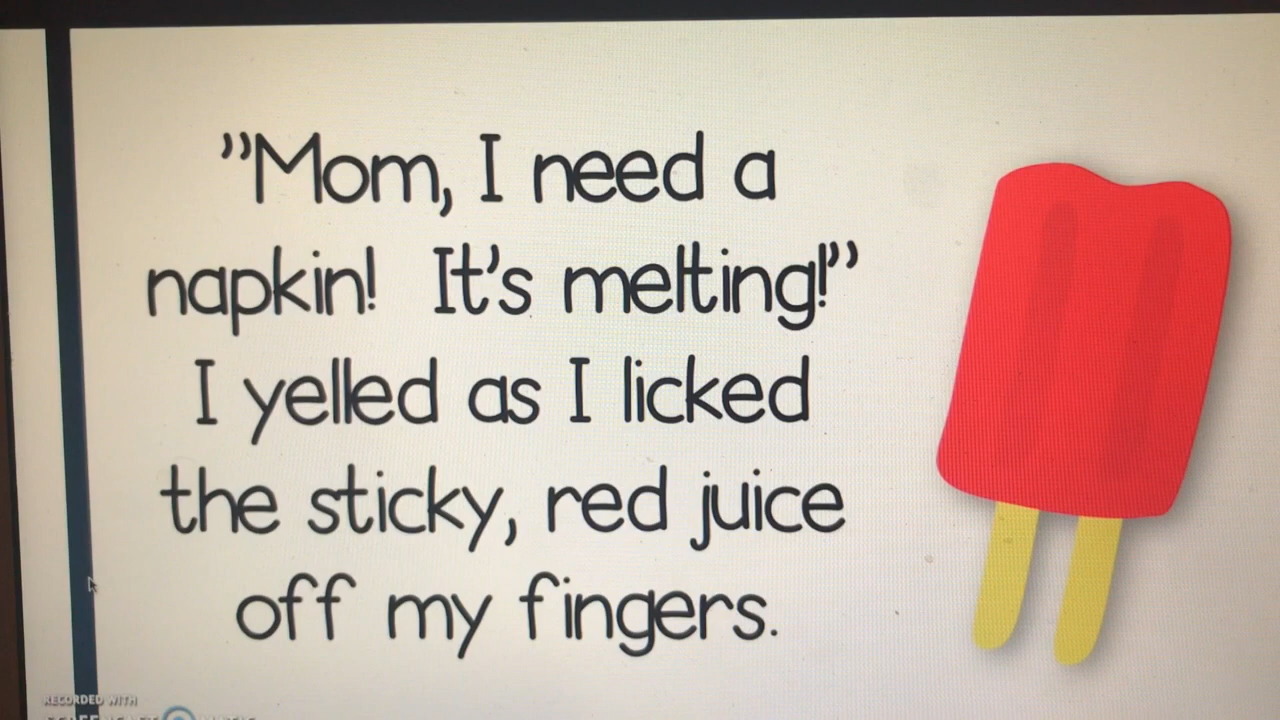 ”Mom, I need a
napkin!  It’s melting!”
I yelled as I licked
the sticky, red juice
off my fingers.
RECORDED WITH